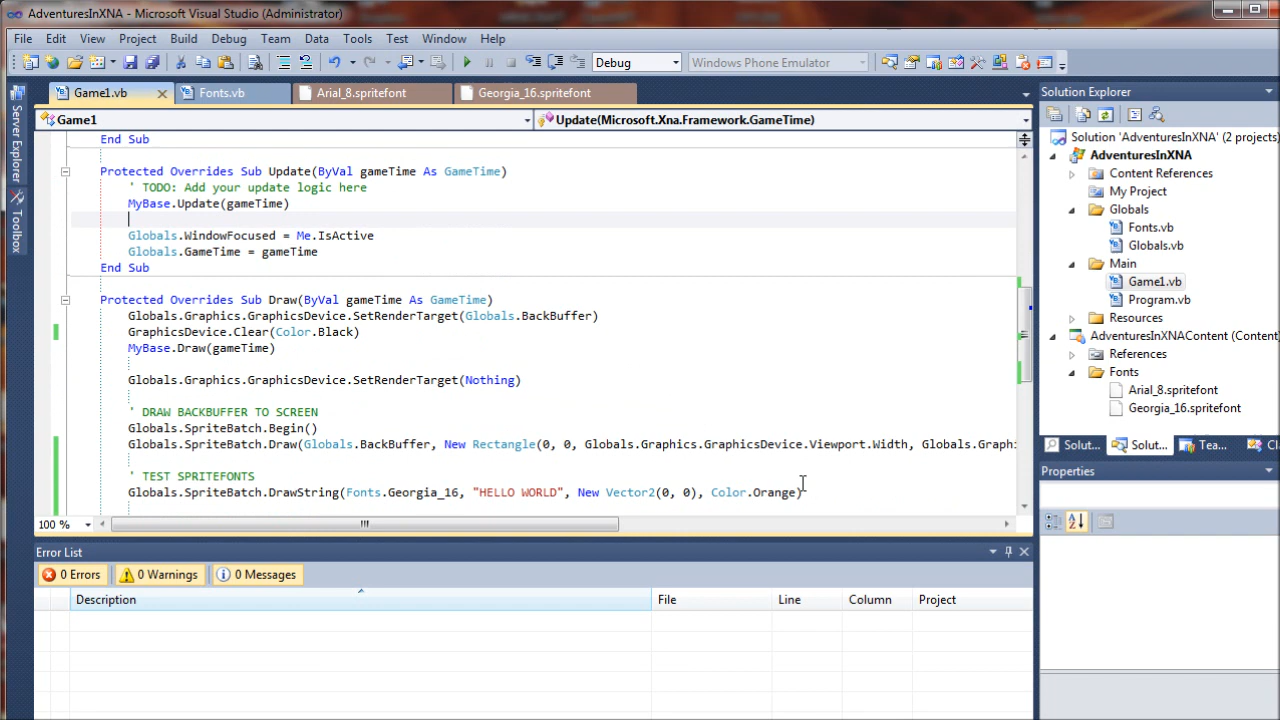 AdventuresInXNA - Microsoft Visual Studio (Administrator)
File Edit View Project Build Debug Team Data Tools Test Window Help
Debug Windows Phone Emulator
Game1.vb Fonts.vb Arial_8.spritefont Georgia_16.spritefont
Game1 Update(Microsoft.Xna.Framework.GameTime)
Server Explorer
Toolbox
End Sub
Protected Overrides Sub Update(ByVal gameTime As GameTime)
' TODO: Add your update logic here
MyBase.Update(gameTime)
Globals.WindowFocused = Me.IsActive
Globals.GameTime = gameTime
End Sub
Protected Overrides Sub Draw(ByVal gameTime As GameTime)
Globals.Graphics.GraphicsDevice.SetRenderTarget(Globals.BackBuffer)
GraphicsDevice.Clear(Color.Black)
MyBase.Draw(gameTime)
Globals.Graphics.GraphicsDevice.SetRenderTarget(Nothing)
' DRAW BACKBUFFER TO SCREEN
Globals.SpriteBatch.Begin()
Globals.SpriteBatch.Draw(Globals.BackBuffer, New Rectangle(0, 0, Globals.Graphics.GraphicsDevice.Viewport.Width, Globals.Graphi
' TEST SPRITEFONTS
Globals.SpriteBatch.DrawString(Fonts.Georgia_16, "HELLO WORLD", New Vector2(0, 0), Color.Orange)
100 %
Solution Explorer
Solution 'AdventuresInXNA' (2 projects)
AdventuresInXNA
Content References
My Project
Globals
Fonts.vb
Globals.vb
Main
Game1.vb
Program.vb
Resources
AdventuresInXNAContent (Content)
References
Fonts
Arial_8.spritefont
Georgia_16.spritefont
Solut... Solut... Tea... Cl
Properties
Error List
0 Errors 0 Warnings 0 Messages
Description File Line Column Project